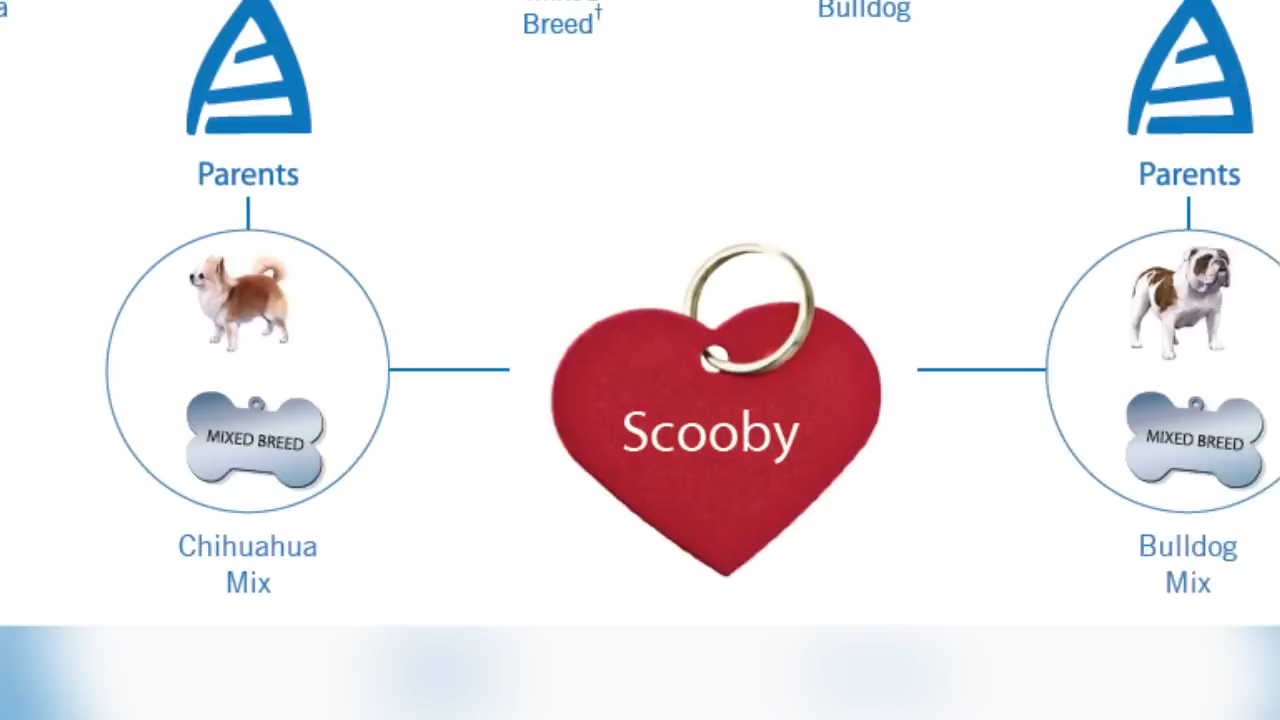 Breed†
Bulldog
Parents
Parents
MIXED BREED
Scooby
MIXED BREED
Chihuahua
Mix
Bulldog
Mix